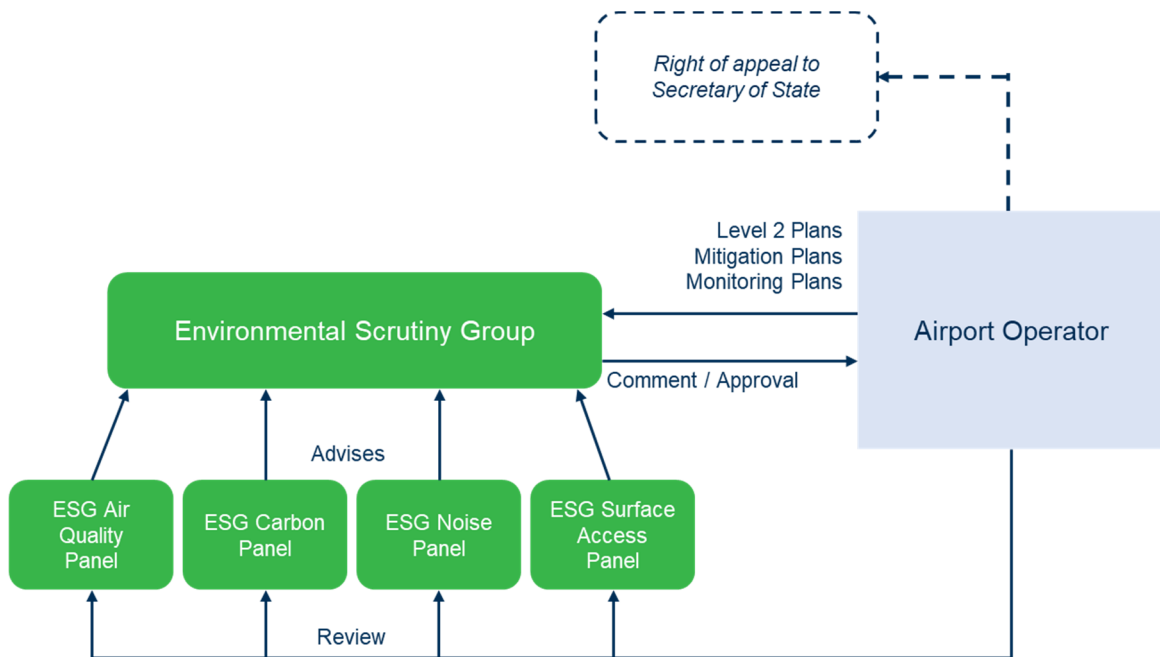 Right of appeal to
Secretary of State
Level 2 Plans
Mitigation Plans
Monitoring Plans
Environmental Scrutiny Group
Airport Operator
Comment / Approval
Advises
ESG Air
Quality
Panel
ESG Carbon
Panel
ESG Noise
Panel
ESG Surface
Access
Panel
Review